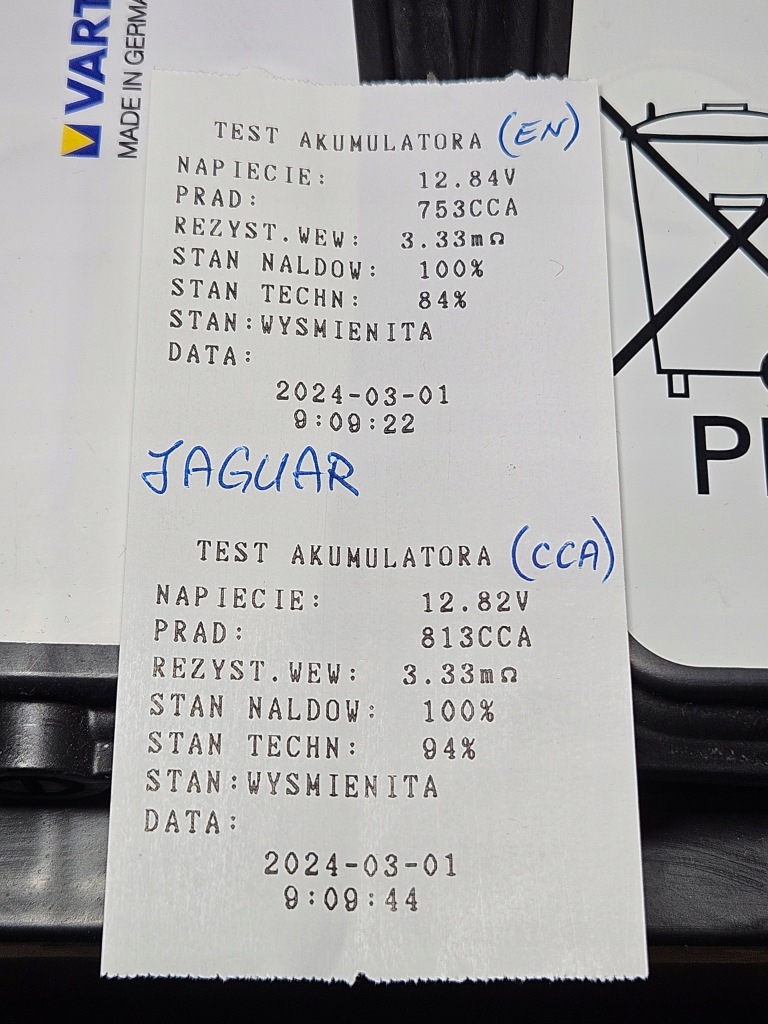 VART
MADE IN GERMA
TEST AKUMULATORA (EN)
NAPIECIE: 12.84V
PRAD: 753CCA
REZYST.WEW: 3.33mΩ
STAN NALDOW: 100%
STAN TECHN: 84%
STAN:WYSMIENITA
DATA:
2024-03-01
9:09:22
JAGUAR
TEST AKUMULATORA (CCA)
NAPIECIE: 12.82V
PRAD: 813CCA
REZYST.WEW: 3.33mΩ
STAN NALDOW: 100%
STAN TECHN: 94%
STAN:WYSMIENITA
DATA:
2024-03-01
9:09:44